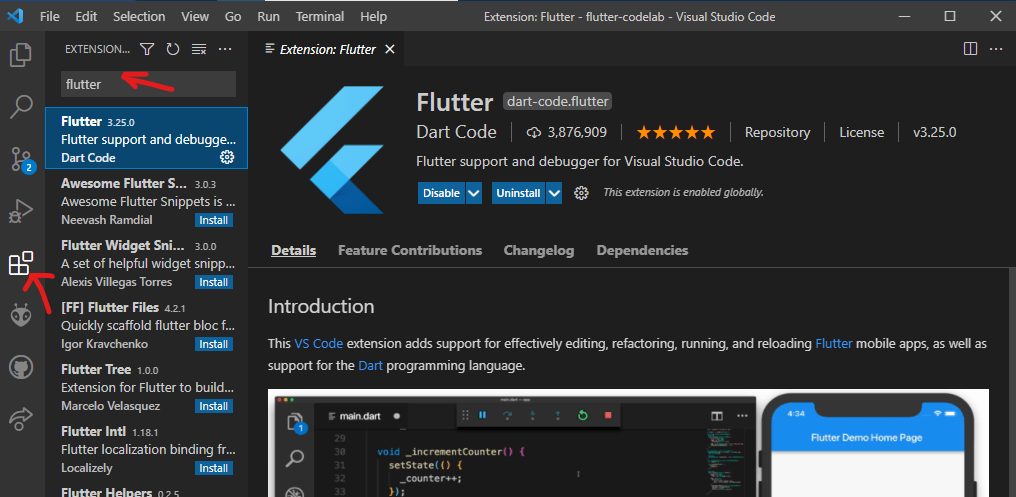 File Edit View Go Run Terminal Help
Extension: Flutter - flutter-codelab - Visual Studio Code
EXTENSION...
flutter
2
Flutter 3.25.0
Flutter support and debugge...
Dart Code
Awesome Flutter S... 3.0.3
Awesome Flutter Snippets is ...
Neevash Ramdial Install
Flutter Widget Sni... 3.0.0
A set of helpful widget snipp...
Alexis Villegas Torres Install
[FF] Flutter Files 4.2.1
Quickly scaffold flutter bloc f...
Igor Kravchenko Install
Flutter Tree 1.0.0
Extension for Flutter to build...
Marcelo Velasquez Install
Flutter Intl 1.18.1
Flutter localization binding fr...
Localizely Install
Flutter Helpers 0.2.5
Extension: Flutter
Flutter dart-code.flutter
Dart Code 3,876,909 Repository License v3.25.0
Flutter support and debugger for Visual Studio Code.
Disable Uninstall This extension is enabled globally.
Details Feature Contributions Changelog Dependencies
Introduction
This VS Code extension adds support for effectively editing, refactoring, running, and reloading Flutter mobile apps, as well as
support for the Dart programming language.
main.dart
1
29
30 void _incrementCounter() {
31 setState(() {
32 _counter++;
33 });
4:34
Flutter Demo Home Page